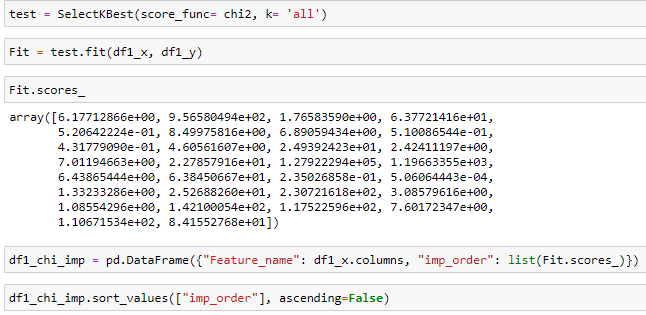 test = SelectKBest(score_func= chi2, k= 'all')
Fit = test.fit(df1_x, df1_y)
Fit.scores_
array([6.17712866e+00, 9.56580494e+02, 1.76583590e+00, 6.37721416e+01,
5.20642224e-01, 8.49975816e+00, 6.89059434e+00, 5.10086544e-01,
4.31779090e-01, 4.60561607e+00, 2.49392423e+01, 2.42411197e+00,
7.01194663e+00, 2.27857916e+01, 1.27922294e+05, 1.19663355e+03,
6.43865444e+00, 6.38450667e+01, 2.35026858e-01, 5.06064443e-04,
1.33233286e+00, 2.52688260e+01, 2.30721618e+02, 3.08579616e+00,
1.08554296e+00, 1.42100054e+02, 1.17522596e+02, 7.60172347e+00,
1.10671534e+02, 8.41552768e+01])
df1_chi_imp = pd.DataFrame({"Feature_name": df1_x.columns, "imp_order": list(Fit.scores_)})
df1_chi_imp.sort_values(["imp_order"], ascending=False)